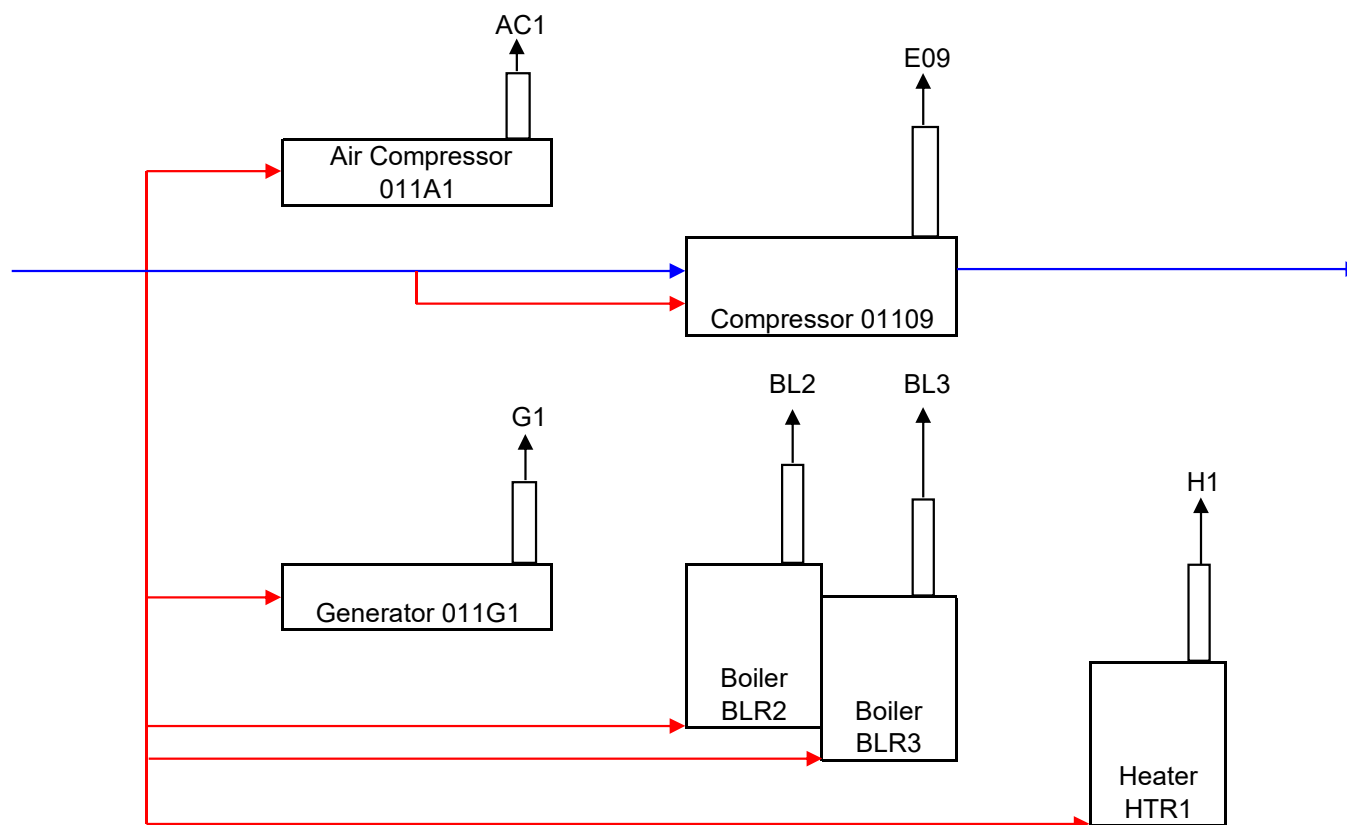 AC1
E09
Air Compressor
011A1
Compressor 01109
BL2
BL3
G1
H1
Generator 011G1
Boiler
BLR2
Boiler
BLR3
Heater
HTR1